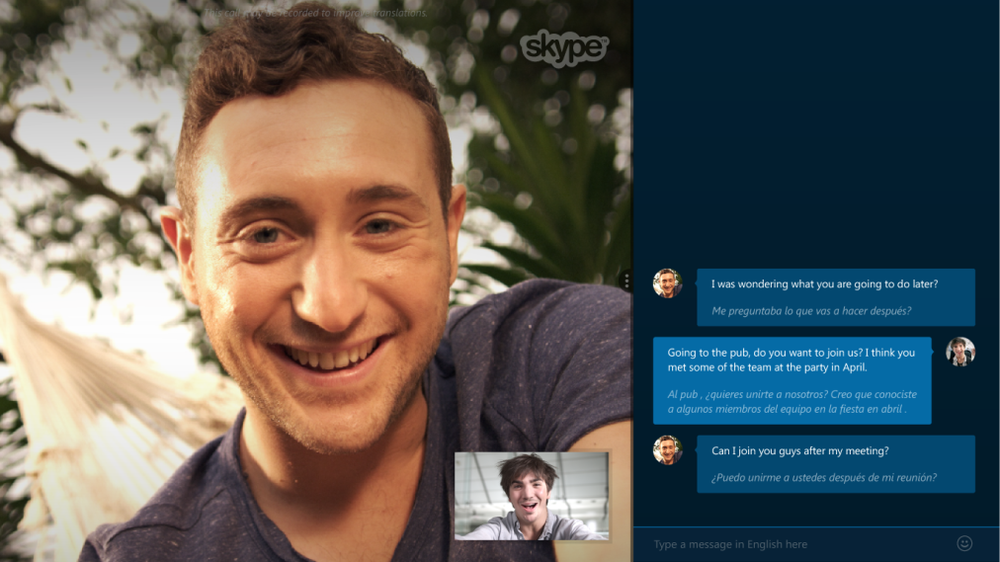 This call may be recorded to improve translations.
skype
I was wondering what you are going to do later?
Me preguntaba lo que vas a hacer después?
Going to the pub, do you want to join us? I think you
met some of the team at the party in April.
Al pub , ¿quieres unirte a nosotros? Creo que conociste
a algunos miembros del equipo en la fiesta en abril .
Can I join you guys after my meeting?
¿Puedo unirme a ustedes después de mi reunión?
Type a message in English here